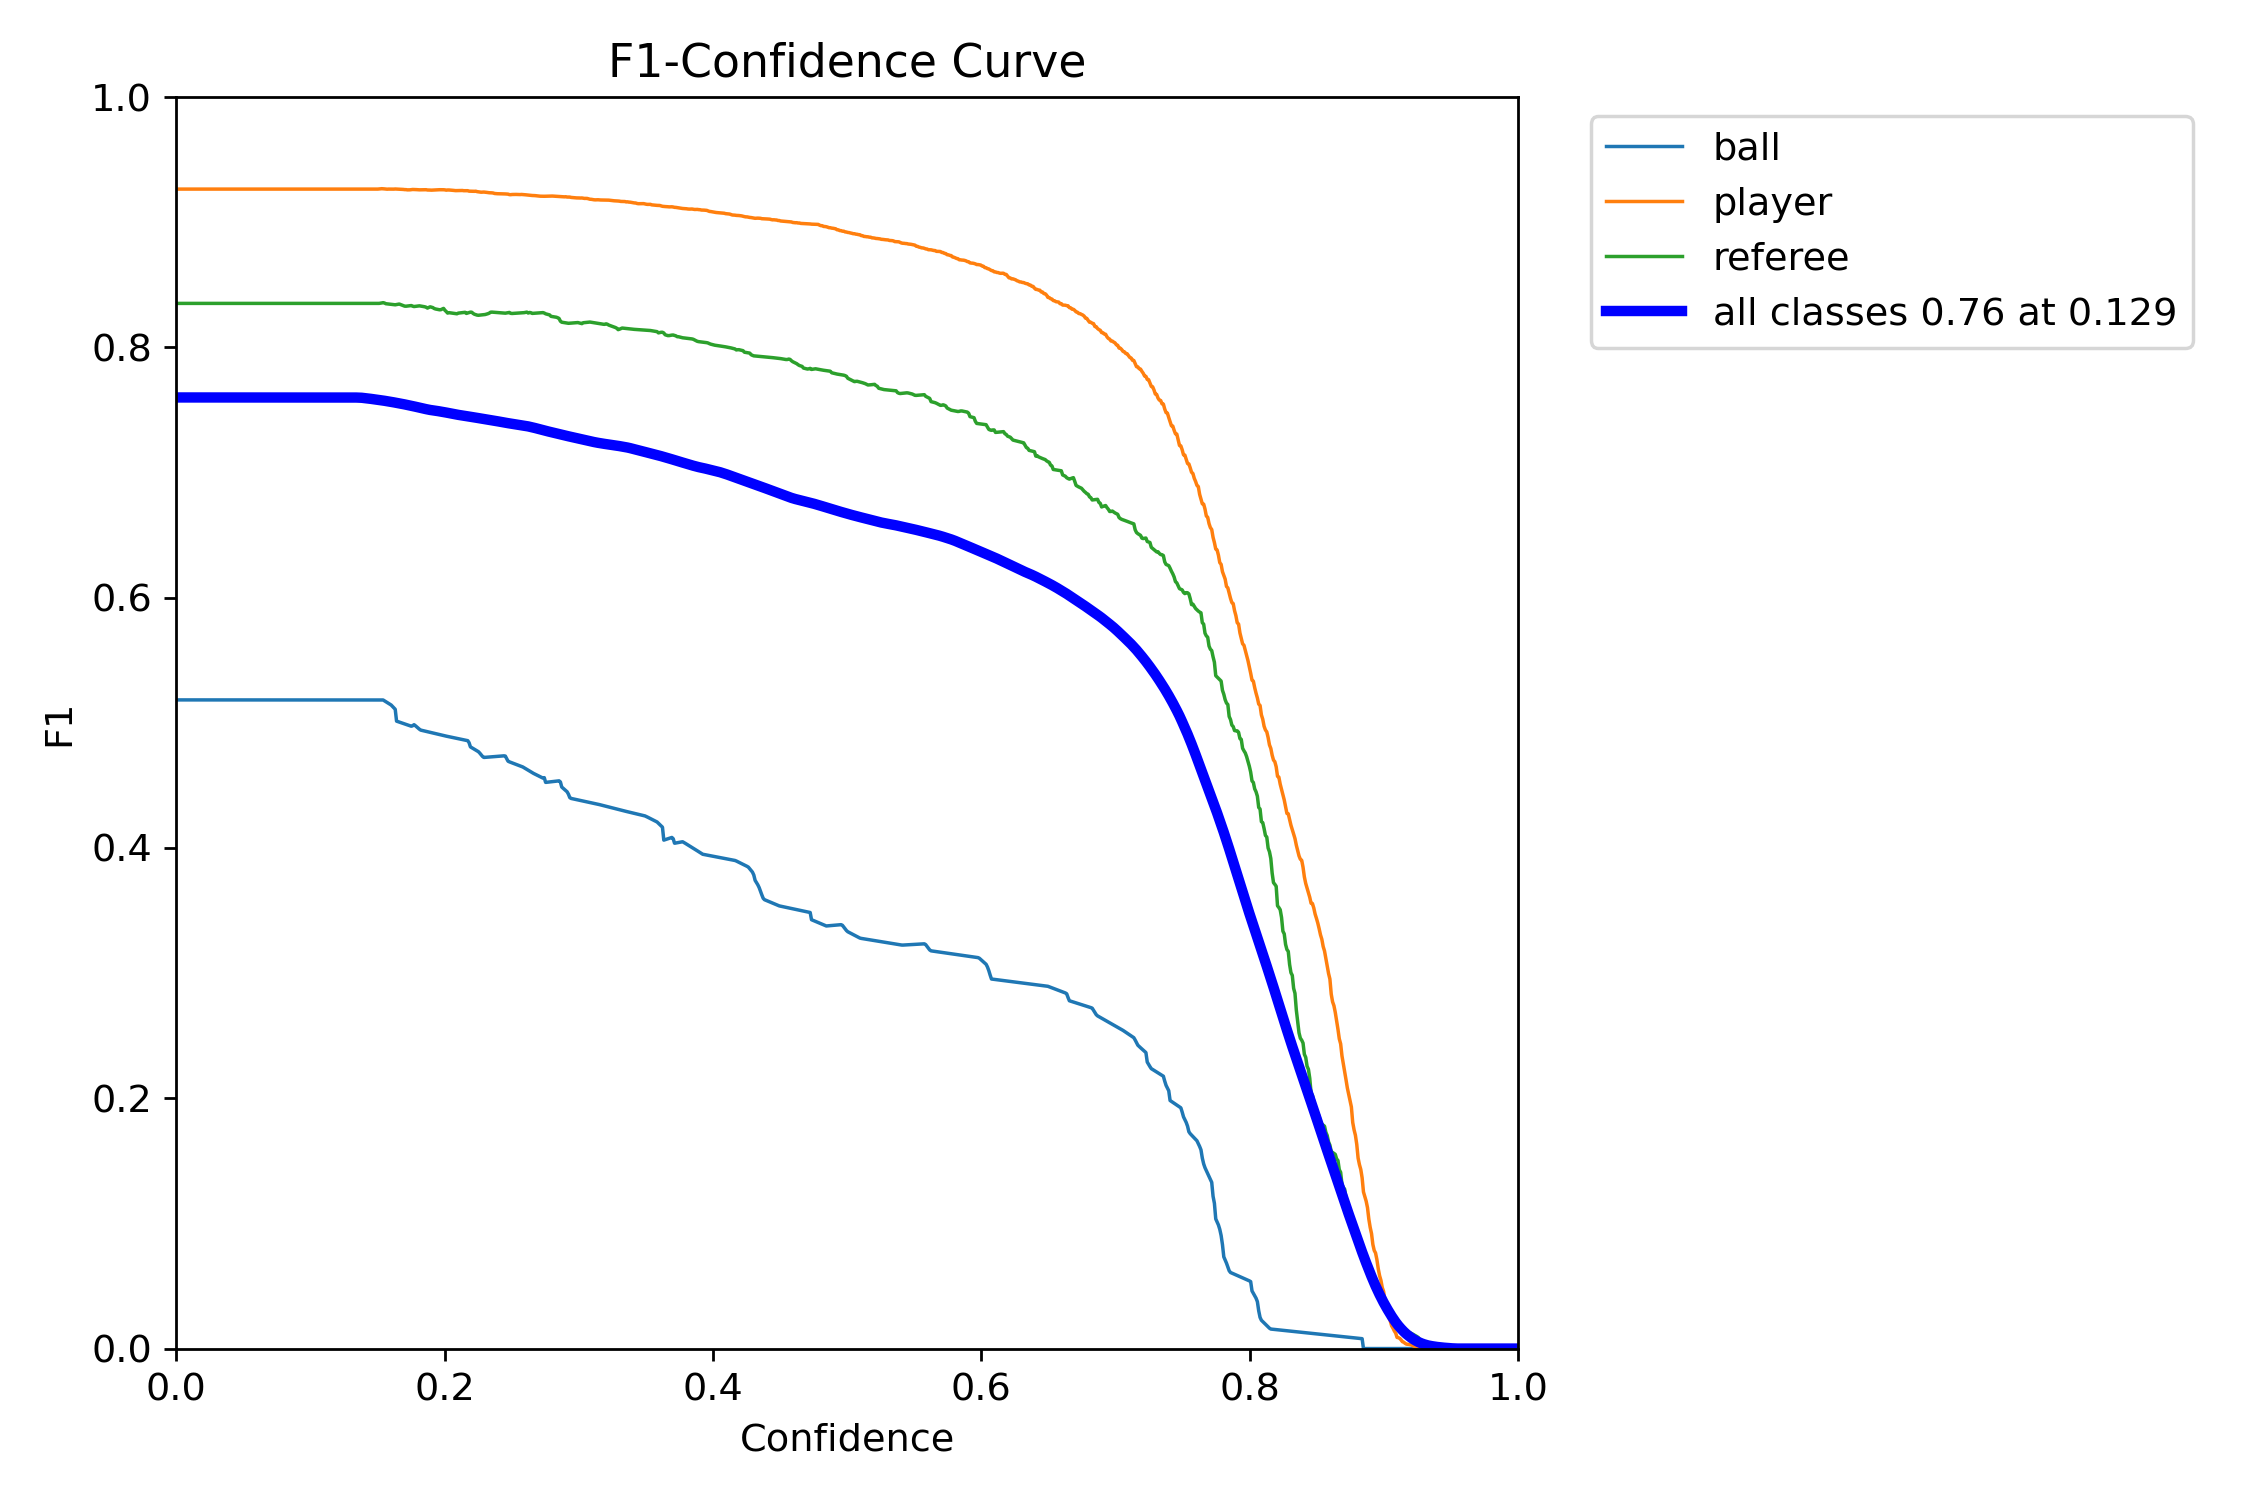 F1-Confidence Curve
1.0
0.8
0.6
0.4
0.2
0.0
F1
0.0 0.2 0.4 0.6 0.8 1.0
Confidence
ball
player
referee
all classes 0.76 at 0.129